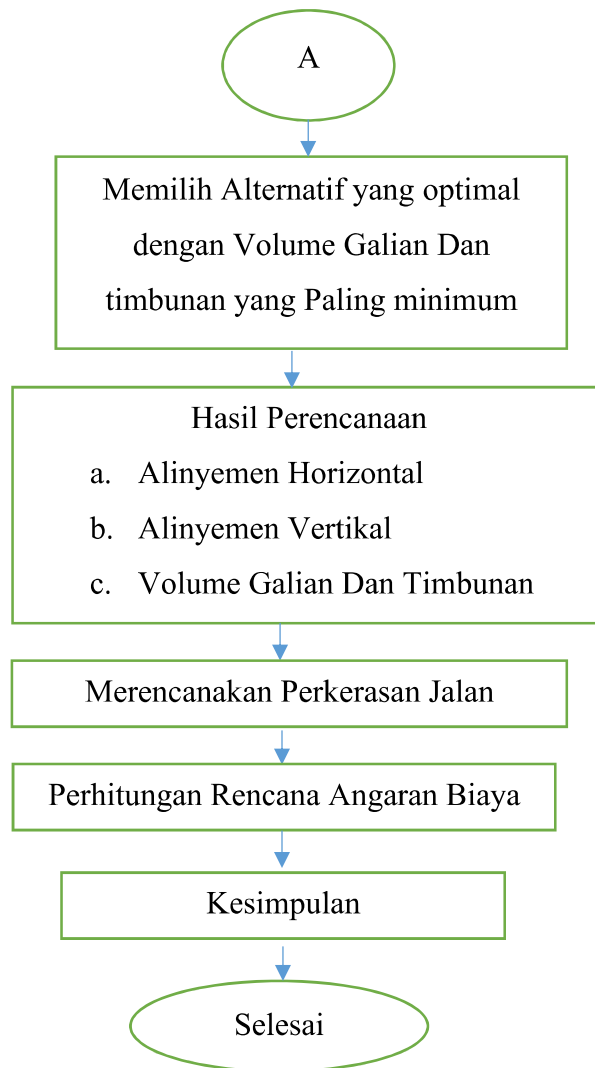 A
Memilih Alternatif yang optimal
dengan Volume Galian Dan
timbunan yang Paling minimum
Hasil Perencanaan
a. Alinyemen Horizontal
b. Alinyemen Vertikal
c. Volume Galian Dan Timbunan
Merencanakan Perkerasan Jalan
Perhitungan Rencana Angaran Biaya
Kesimpulan
Selesai